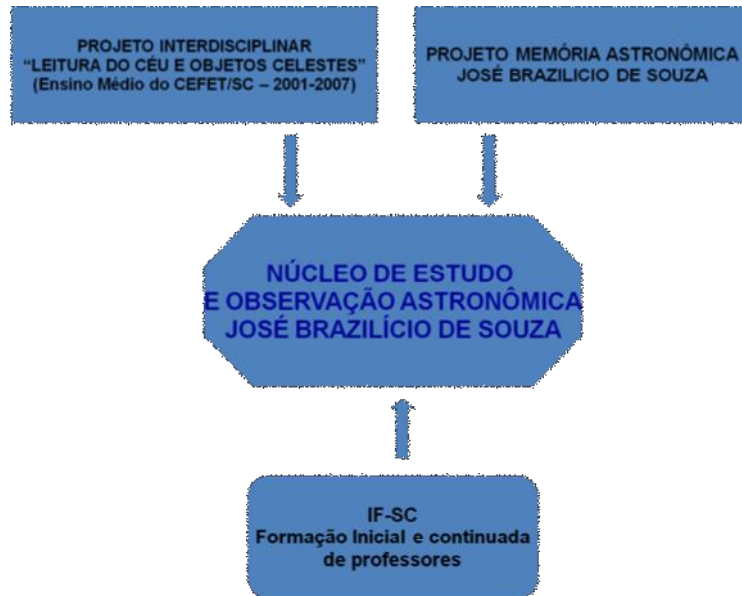 PROJETO INTERDISCIPLINAR
“LEITURA DO CÉU E OBJETOS CELESTES”
(Ensino Médio do CEFET/SC – 2001-2007)
PROJETO MEMÓRIA ASTRONÔMICA
JOSÉ BRAZILICIO DE SOUZA
NÚCLEO DE ESTUDO
E OBSERVAÇÃO ASTRONÔMICA
JOSÉ BRAZILÍCIO DE SOUZA
IF-SC
Formação Inicial e continuada
de professores